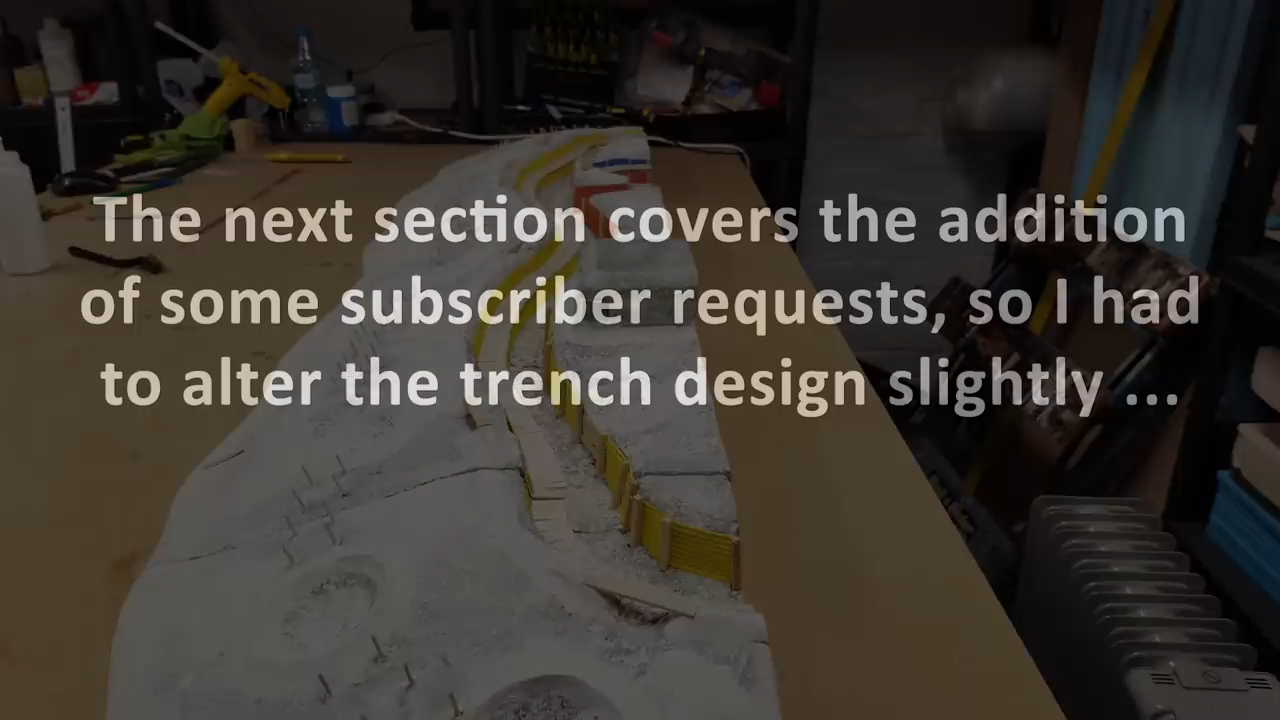 The next section covers the addition
of some subscriber requests, so I had
to alter the trench design slightly ...